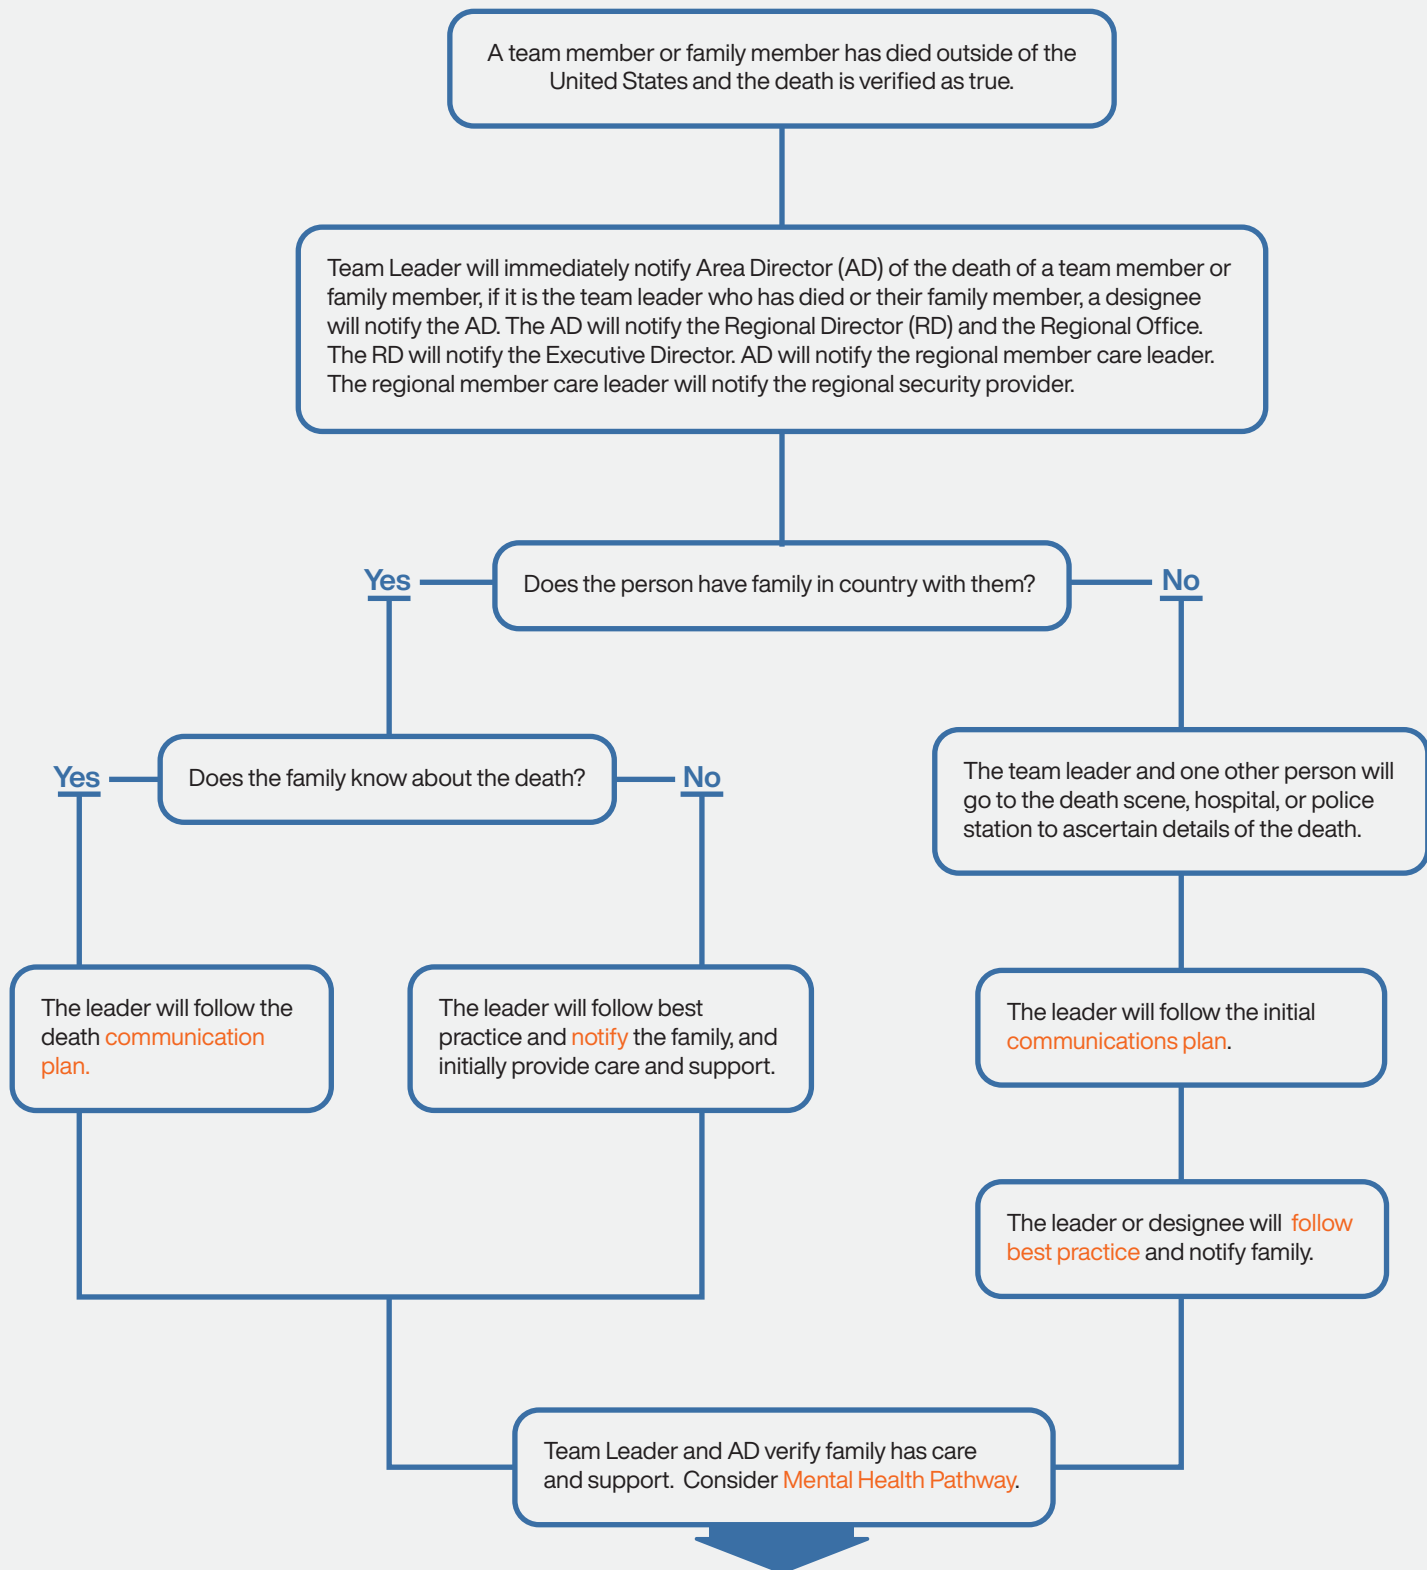 A team member or family member has died outside of the
United States and the death is verified as true.
Team Leader will immediately notify Area Director (AD) of the death of a team member or
family member, if it is the team leader who has died or their family member, a designee
will notify the AD. The AD will notify the Regional Director (RD) and the Regional Office.
The RD will notify the Executive Director. AD will notify the regional member care leader.
The regional member care leader will notify the regional security provider.
Yes
Does the person have family in country with them?
No
Yes
Does the family know about the death?
No
The team leader and one other person will
go to the death scene, hospital, or police
station to ascertain details of the death.
The leader will follow the
death communication
plan.
The leader will follow best
practice and notify the family, and
initially provide care and support.
The leader will follow the initial
communications plan.
The leader or designee will follow
best practice and notify family.
Team Leader and AD verify family has care
and support. Consider Mental Health Pathway.